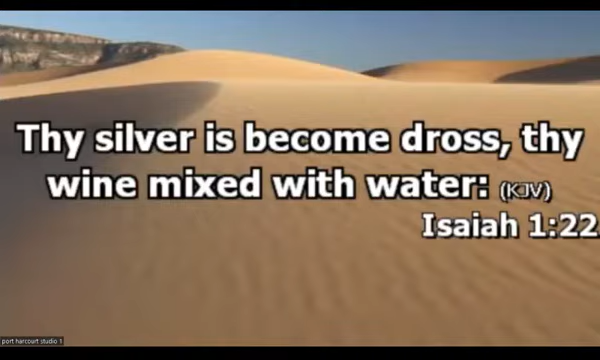 Thy silver is become dross, thy
wine mixed with water: (KJV)
Isaiah 1:22
port harcourt studio 1